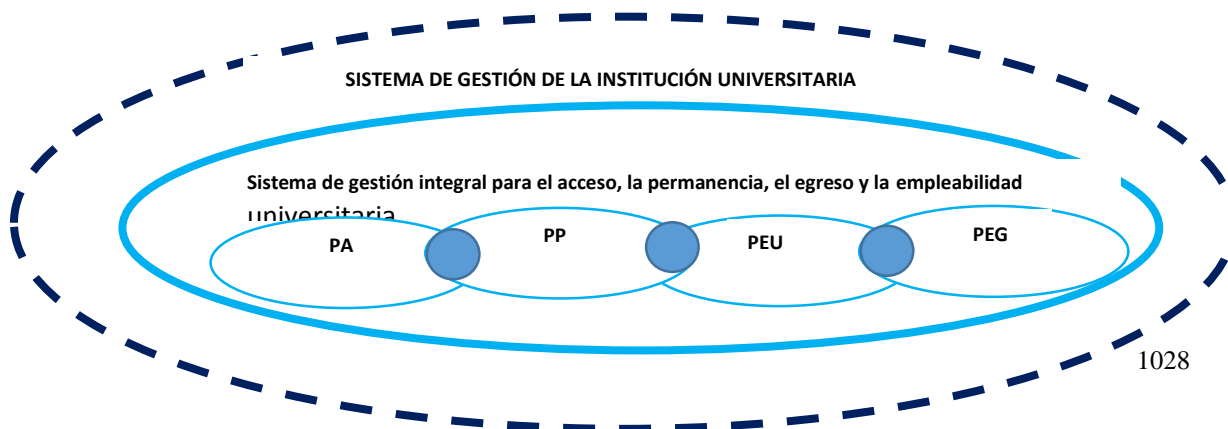 SISTEMA DE GESTIÓN DE LA INSTITUCIÓN UNIVERSITARIA
Sistema de gestión integral para el acceso, la permanencia, el egreso y la empleabilidad
universitaria
PA
PP
PEU
PEG
1028